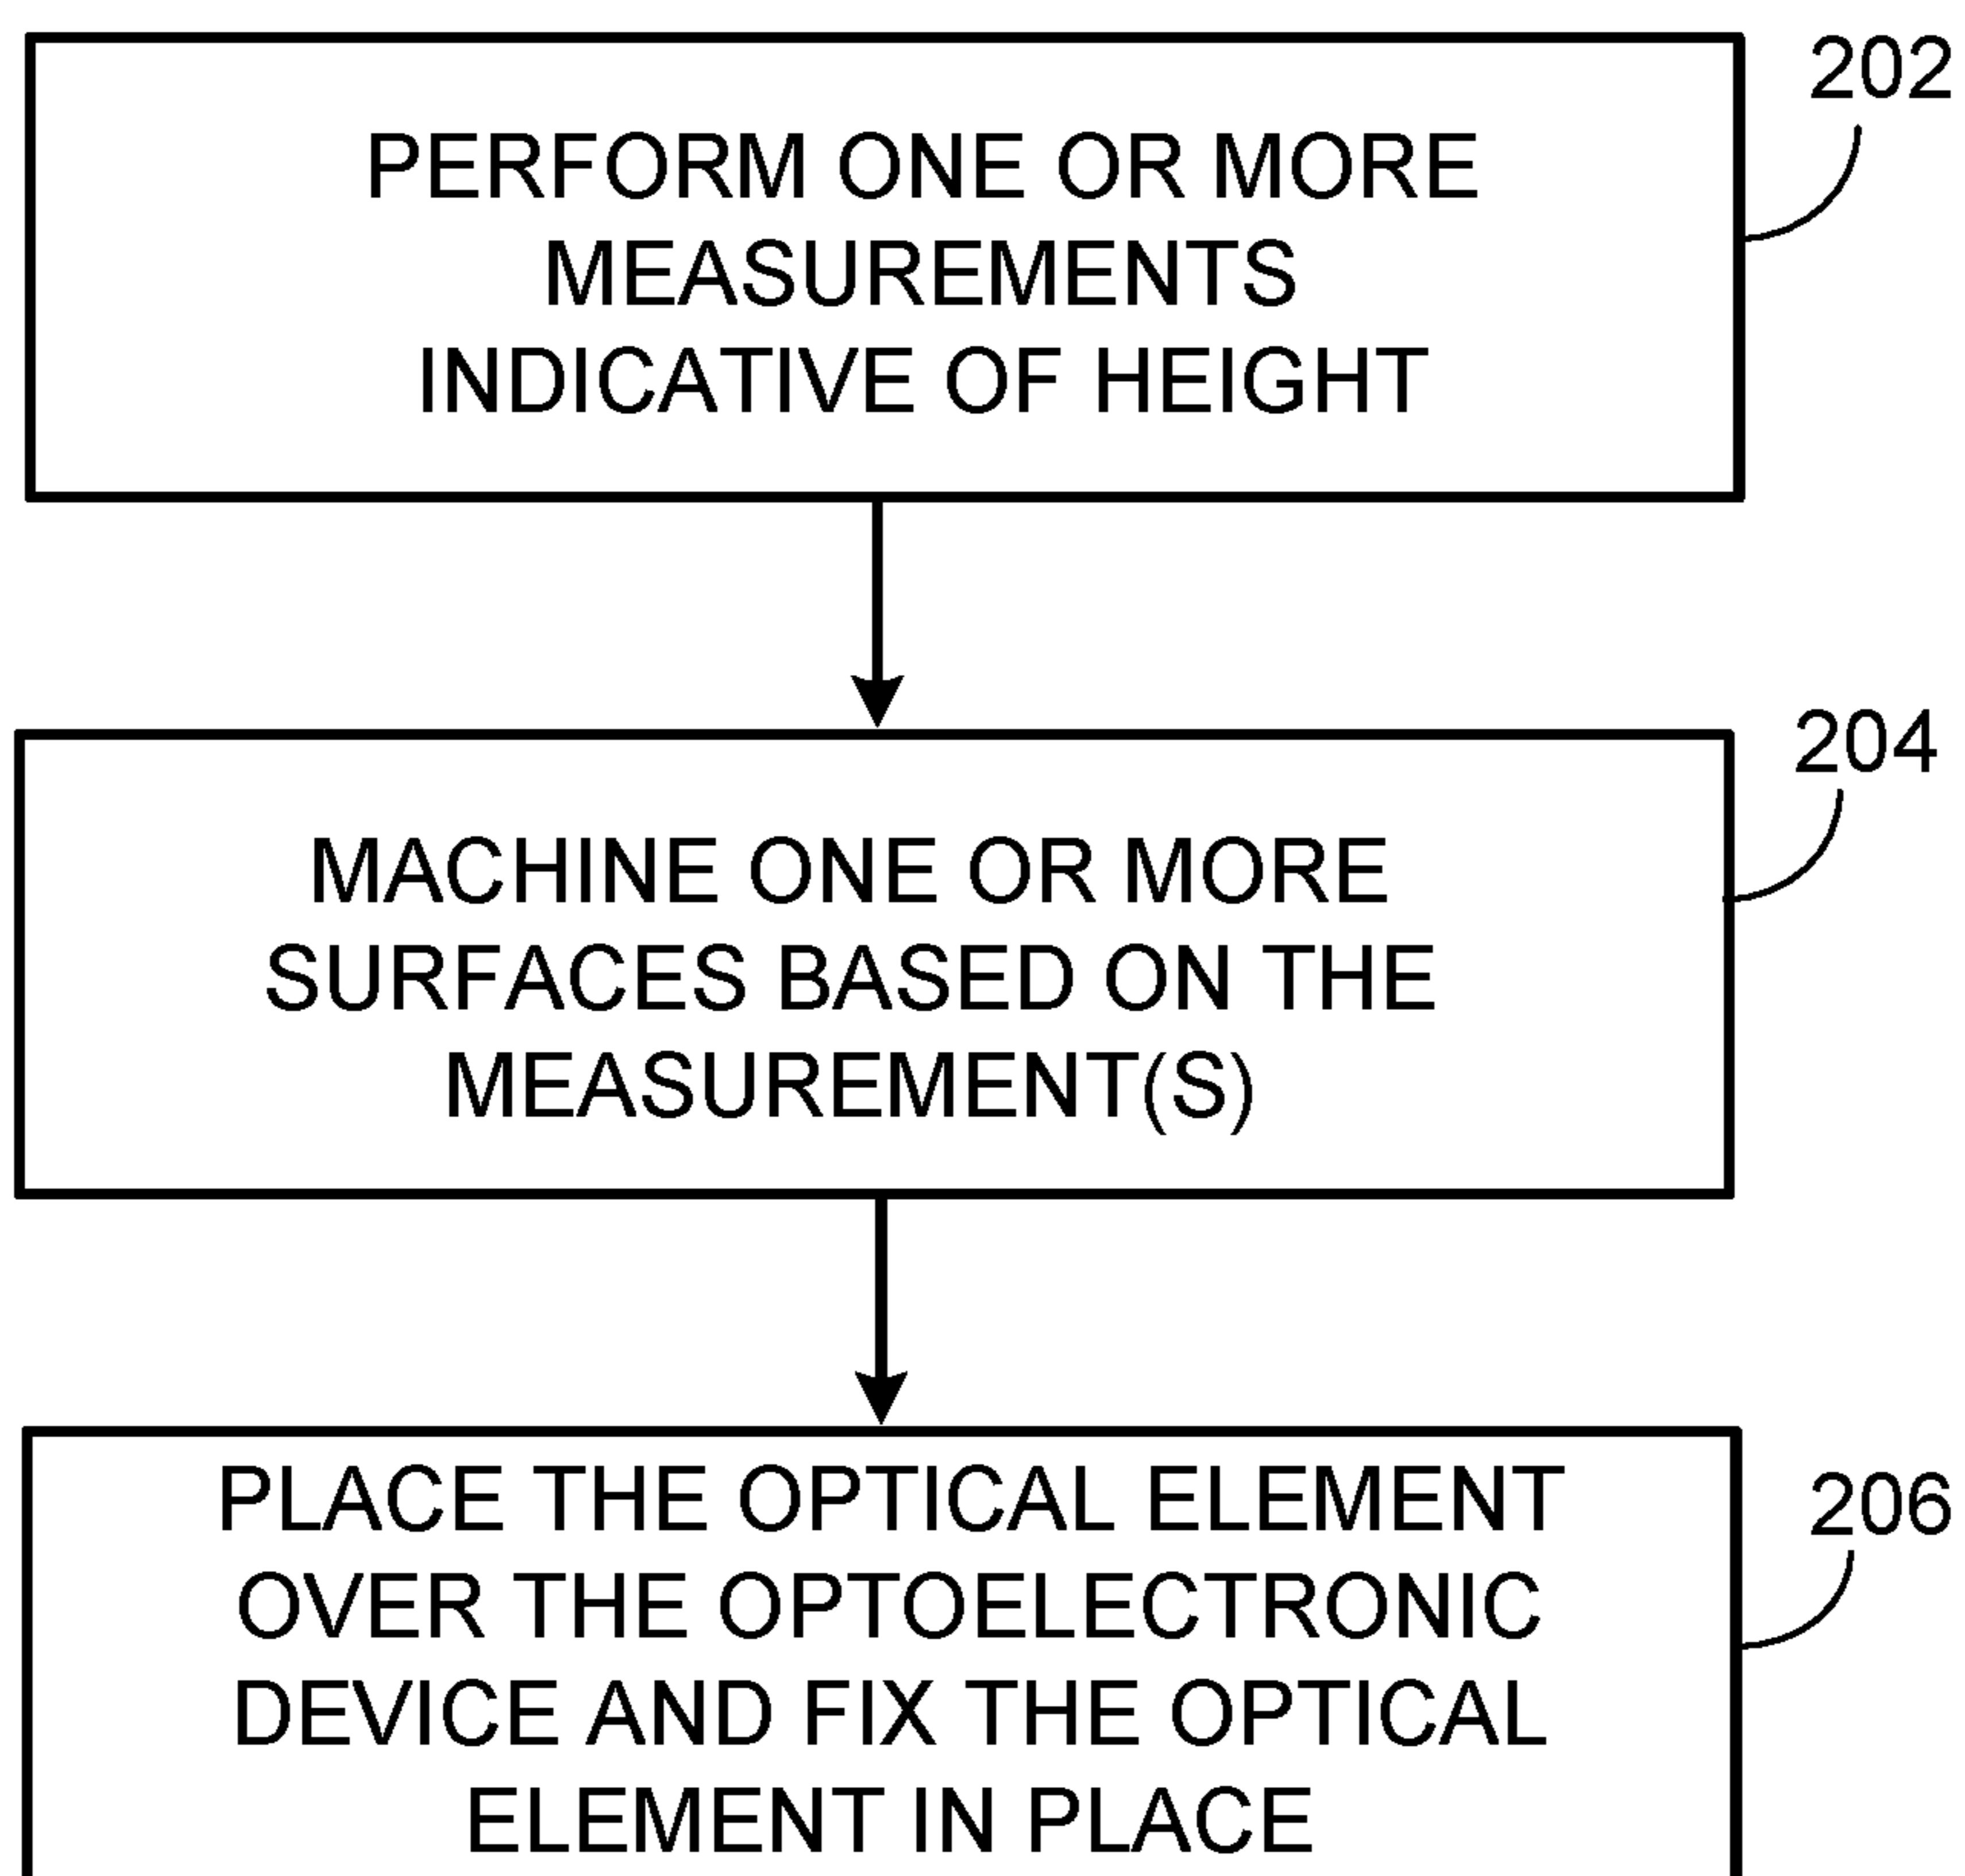 202
PERFORM ONE OR MORE
MEASUREMENTS
INDICATIVE OF HEIGHT
204
MACHINE ONE OR MORE
SURFACES BASED ON THE
MEASUREMENT(S)
206
PLACE THE OPTICAL ELEMENT
OVER THE OPTOELECTRONIC
DEVICE AND FIX THE OPTICAL
ELEMENT IN PLACE